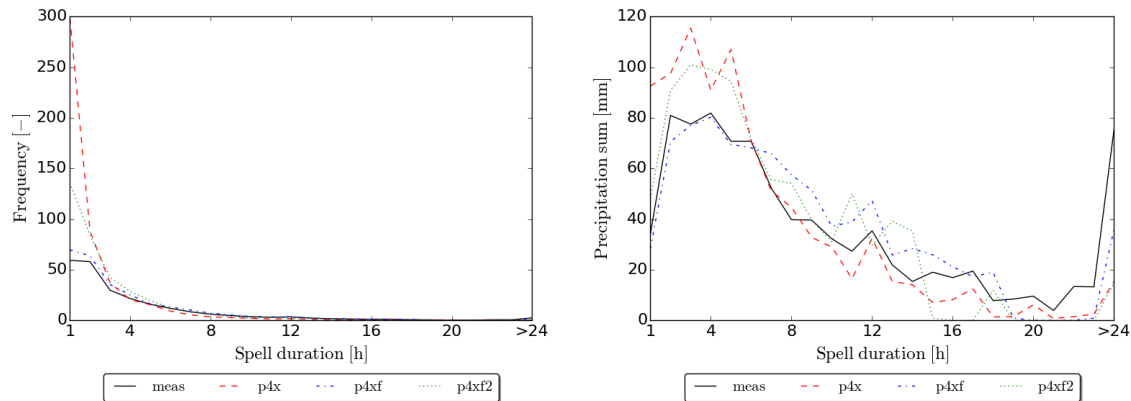 300
250
200
150
100
50
0
Frequency [−]
1 4 8 12 16 20 >24
Spell duration [h]
meas p4x p4xf p4xf2
120
100
80
60
40
20
0
Precipitation sum [mm]
1 4 8 12 16 20 >24
Spell duration [h]
meas p4x p4xf p4xf2